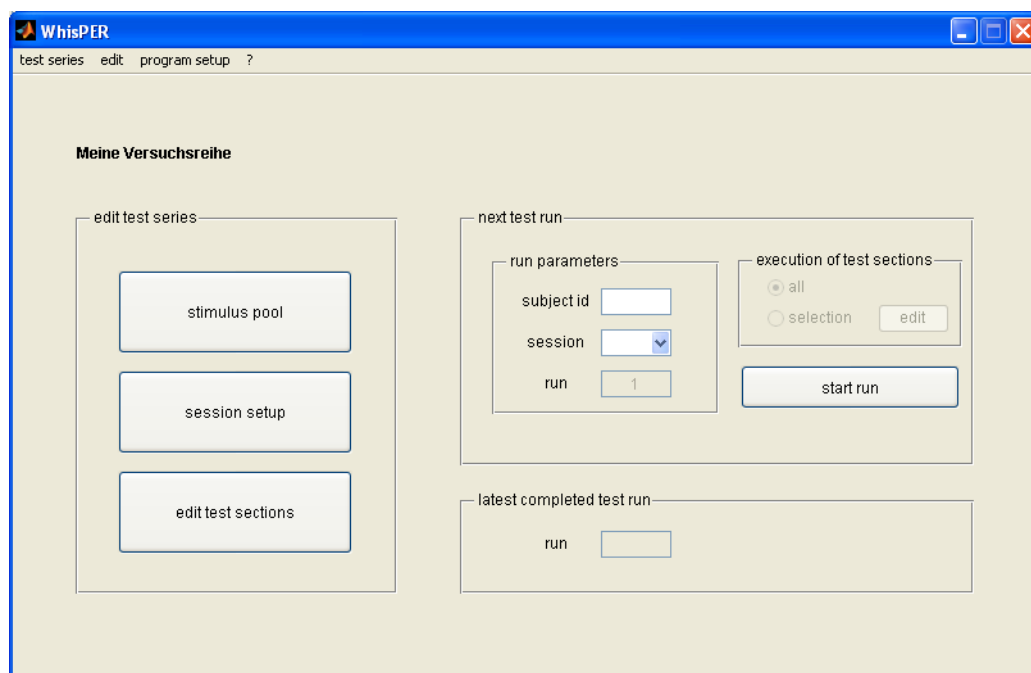 WhisPER
test series edit program setup ?
Meine Versuchsreihe
edit test series
stimulus pool
session setup
edit test sections
next test run
run parameters
subject id
session
run 1
execution of test sections
all
selection edit
start run
latest completed test run
run